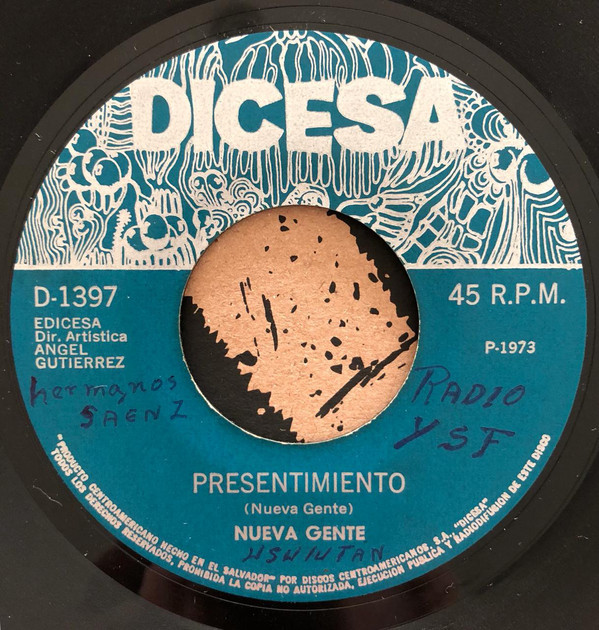 DICESA
D-1397
45 R.P.M.
EDICESA
Dir. Artística
ANGEL
GUTIERREZ
P-1973
hermanos
SAENZ
RADIO
YSF
PRESENTIMIENTO
(Nueva Gente)
NUEVA GENTE
USULUTAN
"PRODUCTO CENTROAMERICANO HECHO EN EL SALVADOR" POR DISCOS CENTROAMERICANOS, S.A. "DICESA"
TODOS LOS DERECHOS RESERVADOS, PROHIBIDA LA COPIA NO AUTORIZADA, EJECUCION PUBLICA Y RADIODIFUSION DE ESTE DISCO